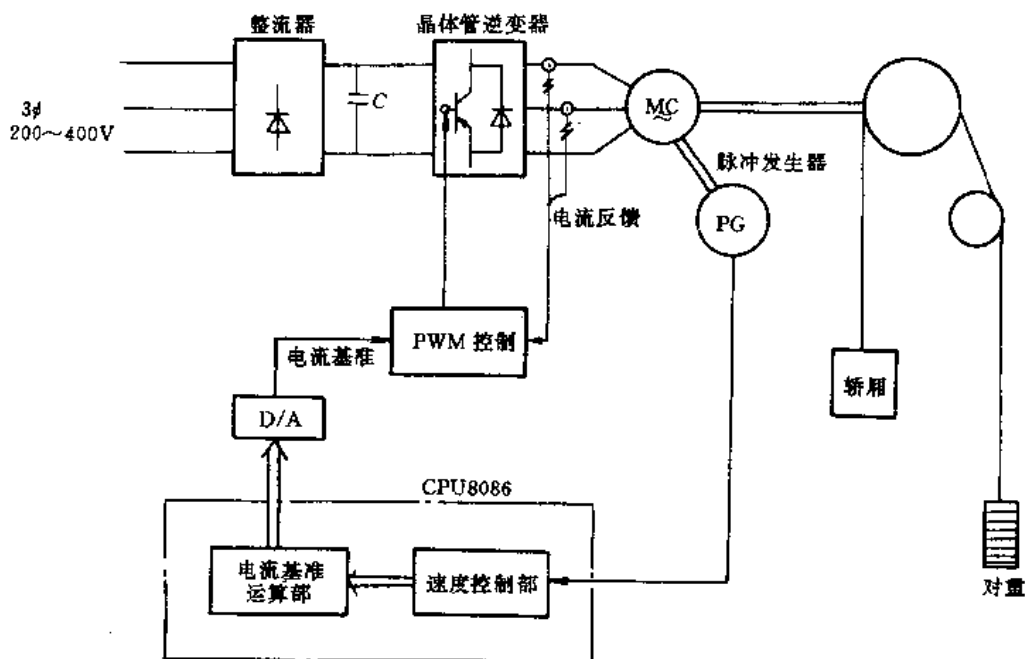 整流器
晶体管逆变器
3ϕ
200~400V
C
MC
~
脉冲发生器
PG
电流反馈
PWM 控制
电流基准
D/A
轿厢
CPU8086
电流基准
运算部
速度控制部
对重